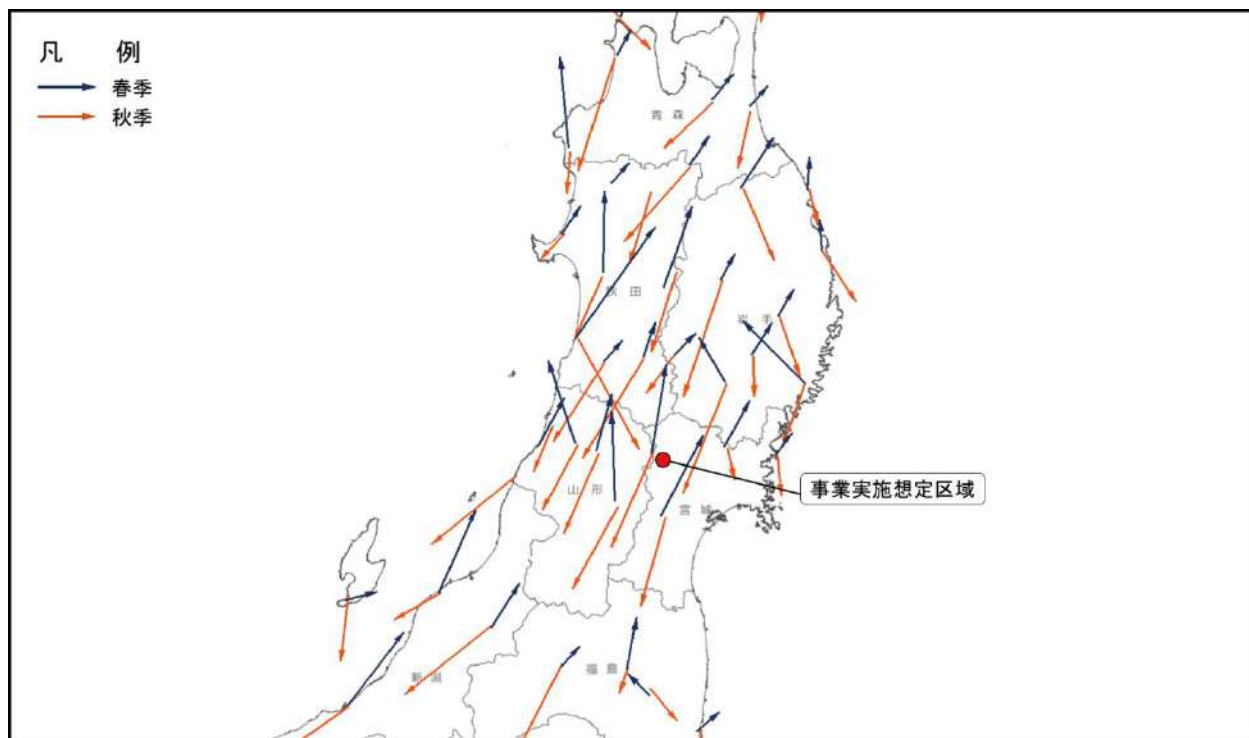 凡 例
春季
秋季
青 森
秋 田
岩 手
山 形
宮 城
事業実施想定区域
新 潟
福 島